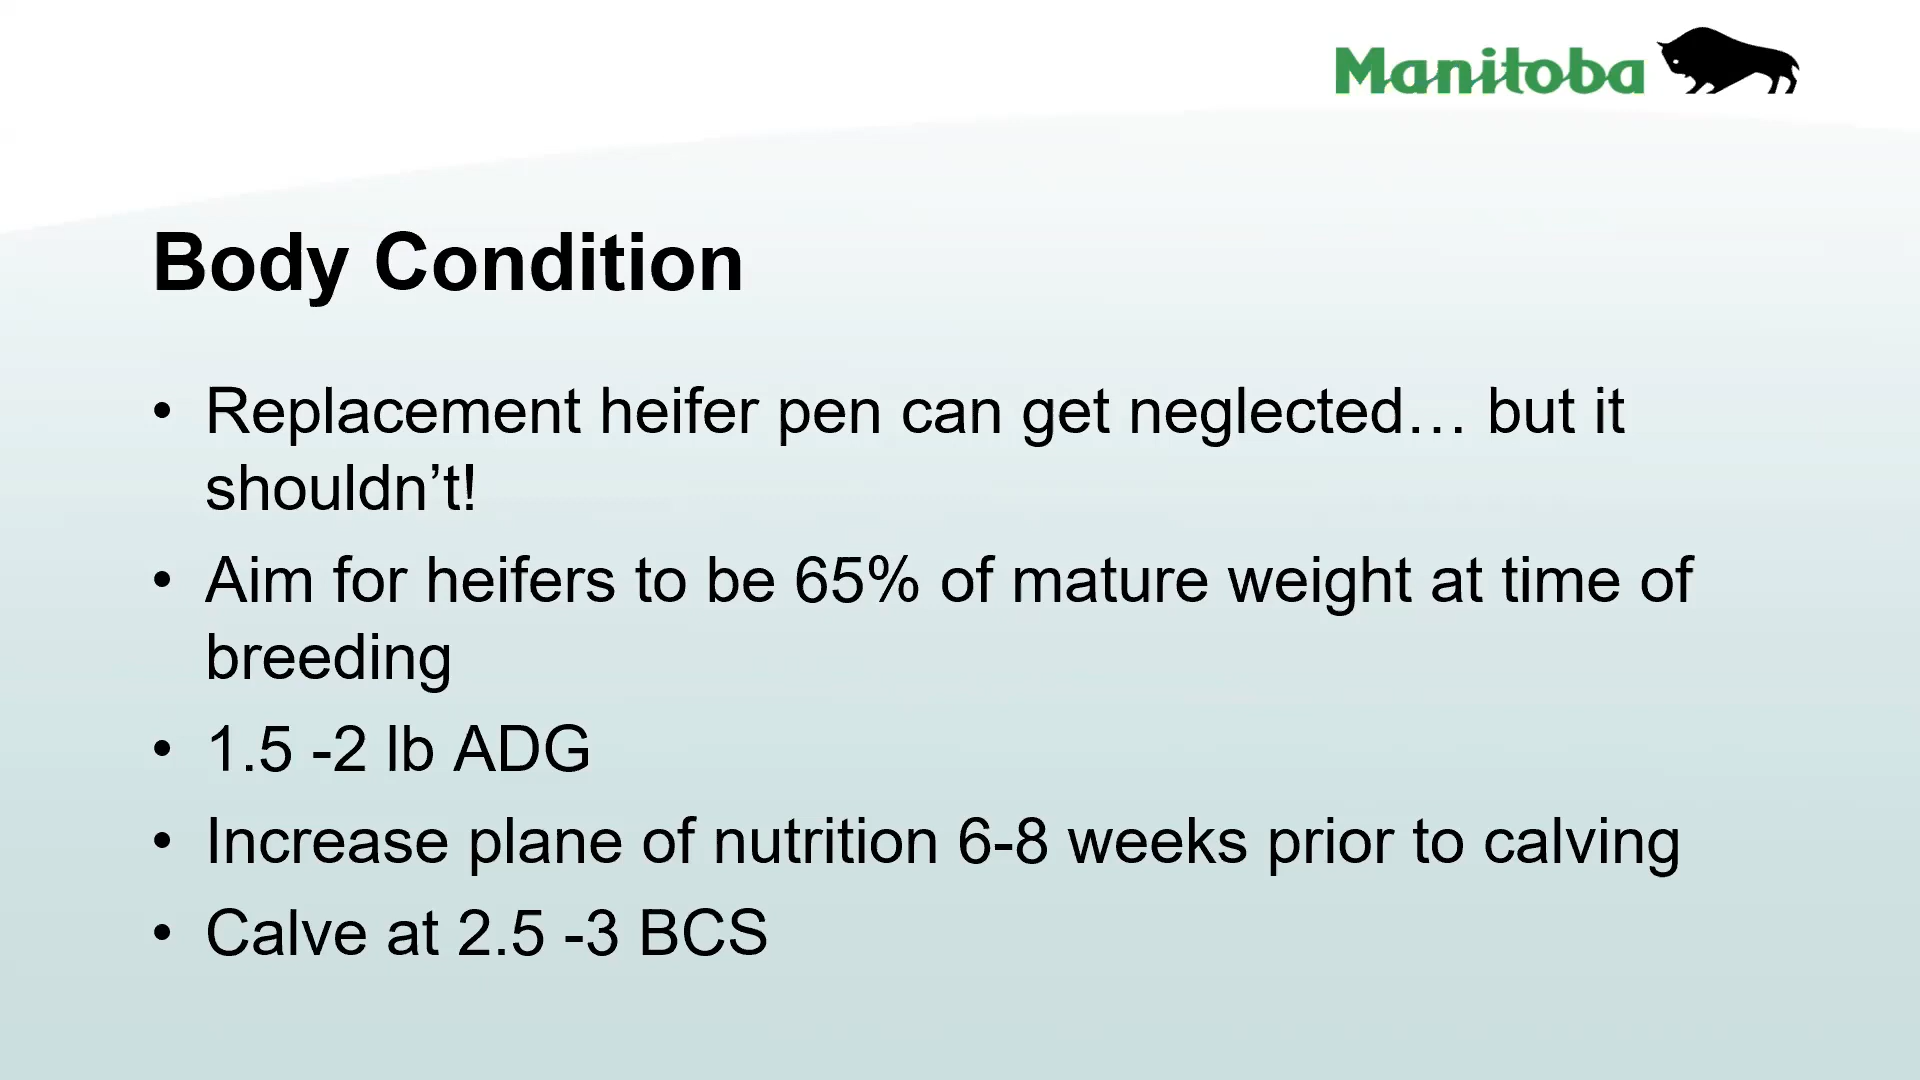 Manitoba
Body Condition
• Replacement heifer pen can get neglected… but it
shouldn’t!
• Aim for heifers to be 65% of mature weight at time of
breeding
• 1.5 -2 lb ADG
• Increase plane of nutrition 6-8 weeks prior to calving
• Calve at 2.5 -3 BCS